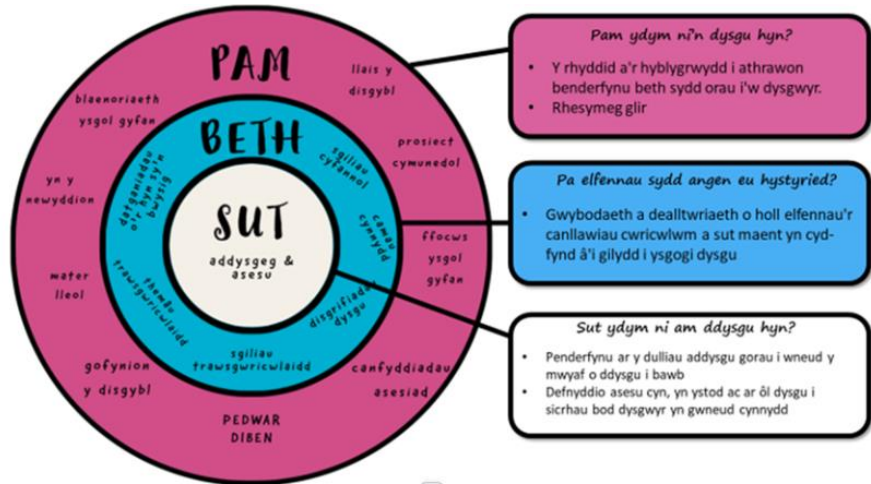 PAM
llais y
disgybl
blaenoriaeth
ysgol gyfan
prosiect
cymunedol
yn y
newyddion
ffocws
ysgol
gyfan
mater
lleol
gofynion
y disgybl
canfyddiadau
asesiad
PEDWAR
DIBEN
BETH
sgiliau
cyfannol
datganiadau
o'r hyn sy'n
bwysig
camau
cynnydd
themâu
trawsgwricwlaidd
disgrifiadau
dysgu
sgiliau
trawsgwricwlaidd
SUT
addysgeg &
asesu
Pam ydym ni'n dysgu hyn?
• Y rhyddid a'r hyblygrwydd i athrawon
benderfynu beth sydd orau i'w dysgwyr.
• Rhesymeg glir
Pa elfennau sydd angen eu hystyried?
• Gwybodaeth a dealltwriaeth o holl elfennau'r
canllawiau cwricwlwm a sut maent yn cyd-
fynd â'i gilydd i ysgogi dysgu
Sut ydym ni am ddysgu hyn?
• Penderfynu ar y dulliau addysgu gorau i wneud y
mwyaf o ddysgu i bawb
• Defnyddio asesu cyn, yn ystod ac ar ôl dysgu i
sicrhau bod dysgwyr yn gwneud cynnydd